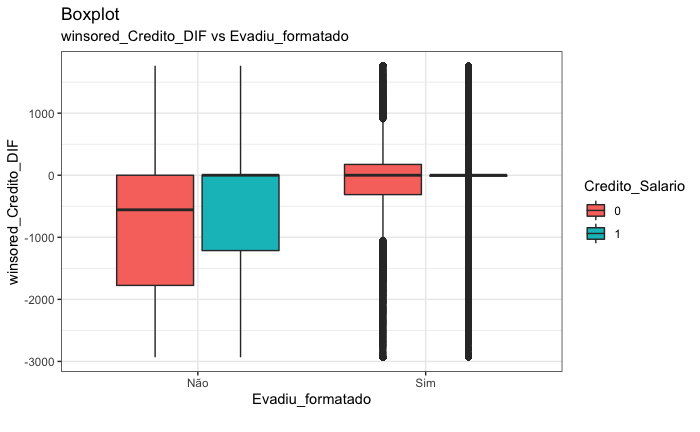 Boxplot
winsored_Credito_DIF vs Evadiu_formatado
winsored_Credito_DIF
1000
0
-1000
-2000
-3000
Não
Sim
Evadiu_formatado
Credito_Salario
0
1